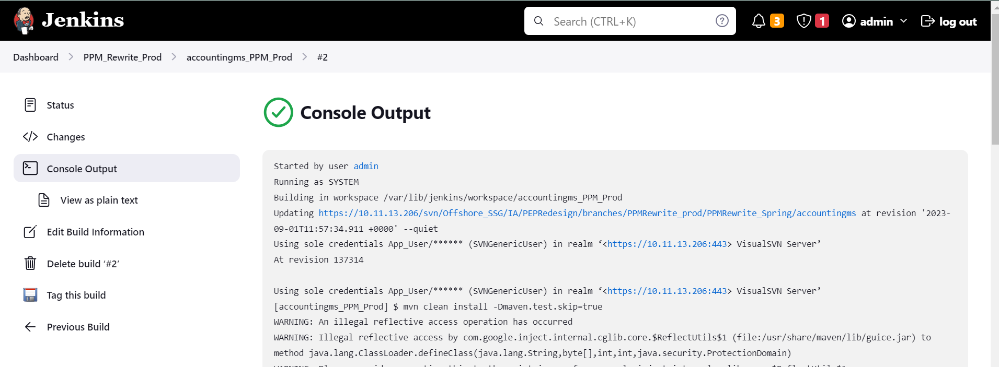 Jenkins
Search (CTRL+K)
3
1
admin
log out
Dashboard
PPM_Rewrite_Prod
accountingms_PPM_Prod
#2
Status
Changes
Console Output
View as plain text
Edit Build Information
Delete build ‘#2’
Tag this build
Previous Build
Console Output
Started by user admin
Running as SYSTEM
Building in workspace /var/lib/jenkins/workspace/accountingms_PPM_Prod
Updating https://10.11.13.206/svn/Offshore_SSG/IA/PEPRedesign/branches/PPMRewrite_prod/PPMRewrite_Spring/accountingms at revision '2023-
09-01T11:57:34.911 +0000' --quiet
Using sole credentials App_User/****** (SVNGenericUser) in realm ‘<https://10.11.13.206:443> VisualSVN Server’
At revision 137314
Using sole credentials App_User/****** (SVNGenericUser) in realm ‘<https://10.11.13.206:443> VisualSVN Server’
[accountingms_PPM_Prod] $ mvn clean install -Dmaven.test.skip=true
WARNING: An illegal reflective access operation has occurred
WARNING: Illegal reflective access by com.google.inject.internal.cglib.core.$ReflectUtils$1 (file:/usr/share/maven/lib/guice.jar) to
method java.lang.ClassLoader.defineClass(java.lang.String,byte[],int,int,java.security.ProtectionDomain)